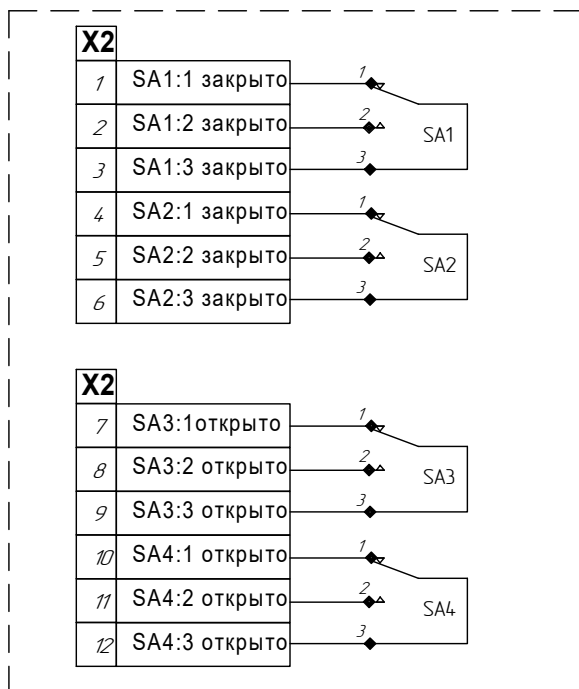 X2
1 SA1:1 закрыто 1
2 SA1:2 закрыто 2 SA1
3 SA1:3 закрыто 3
4 SA2:1 закрыто 1
5 SA2:2 закрыто 2 SA2
6 SA2:3 закрыто 3
X2
7 SA3:1открыто 1
8 SA3:2 открыто 2 SA3
9 SA3:3 открыто 3
10 SA4:1 открыто 1
11 SA4:2 открыто 2 SA4
12 SA4:3 открыто 3